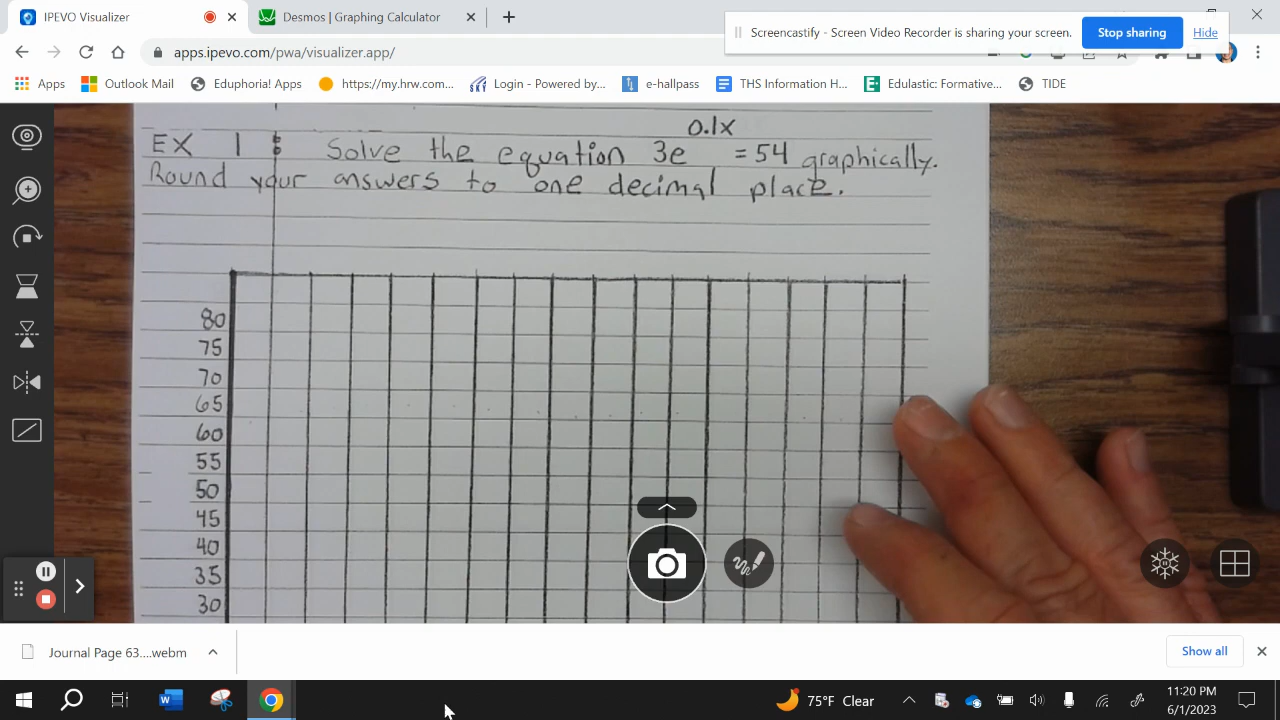 IPEVO Visualizer
Desmos | Graphing Calculator
Screencastify - Screen Video Recorder is sharing your screen.
Stop sharing
Hide
apps.ipevo.com/pwa/visualizer.app/
Apps
Outlook Mail
Eduphoria! A
https://my.hrw.com...
Login - Powered by...
e-hallpass
THS Information H...
Edulastic: Formative...
TIDE
EX 1: Solve the equation 3e^0.1x = 54 graphically.
Round your answers to one decimal place.
80
75
70
65
60
55
50
45
40
35
30
Journal Page 63....webm
Show all
75°F Clear
11:20 PM
6/1/2023